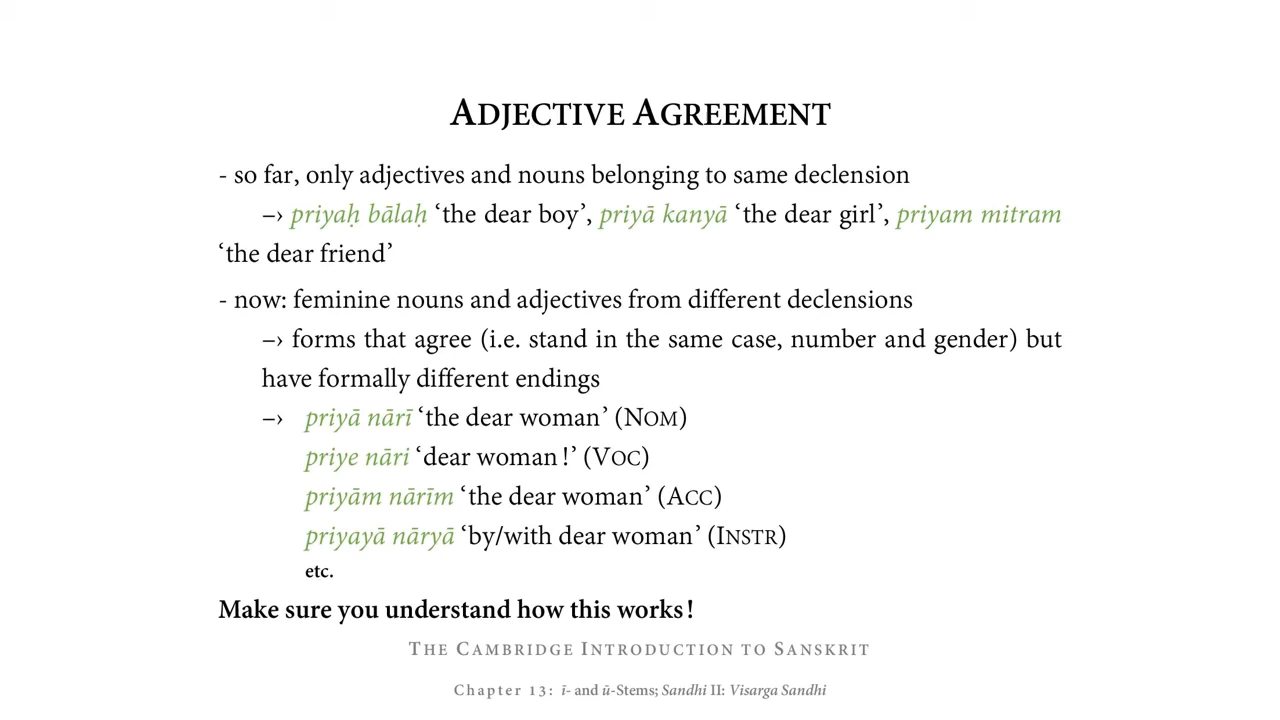 ADJECTIVE AGREEMENT
- so far, only adjectives and nouns belonging to same declension
–› priyaḥ bālaḥ ‘the dear boy’, priyā kanyā ‘the dear girl’, priyam mitram
‘the dear friend’
- now: feminine nouns and adjectives from different declensions
–› forms that agree (i.e. stand in the same case, number and gender) but
have formally different endings
–› priyā nārī ‘the dear woman’ (NOM)
priye nāri ‘dear woman!’ (VOC)
priyām nārīm ‘the dear woman’ (ACC)
priyayā nāryā ‘by/with dear woman’ (INSTR)
etc.
Make sure you understand how this works!
THE CAMBRIDGE INTRODUCTION TO SANSKRIT
Chapter 13: ī- and ū-Stems; Sandhi II: Visarga Sandhi